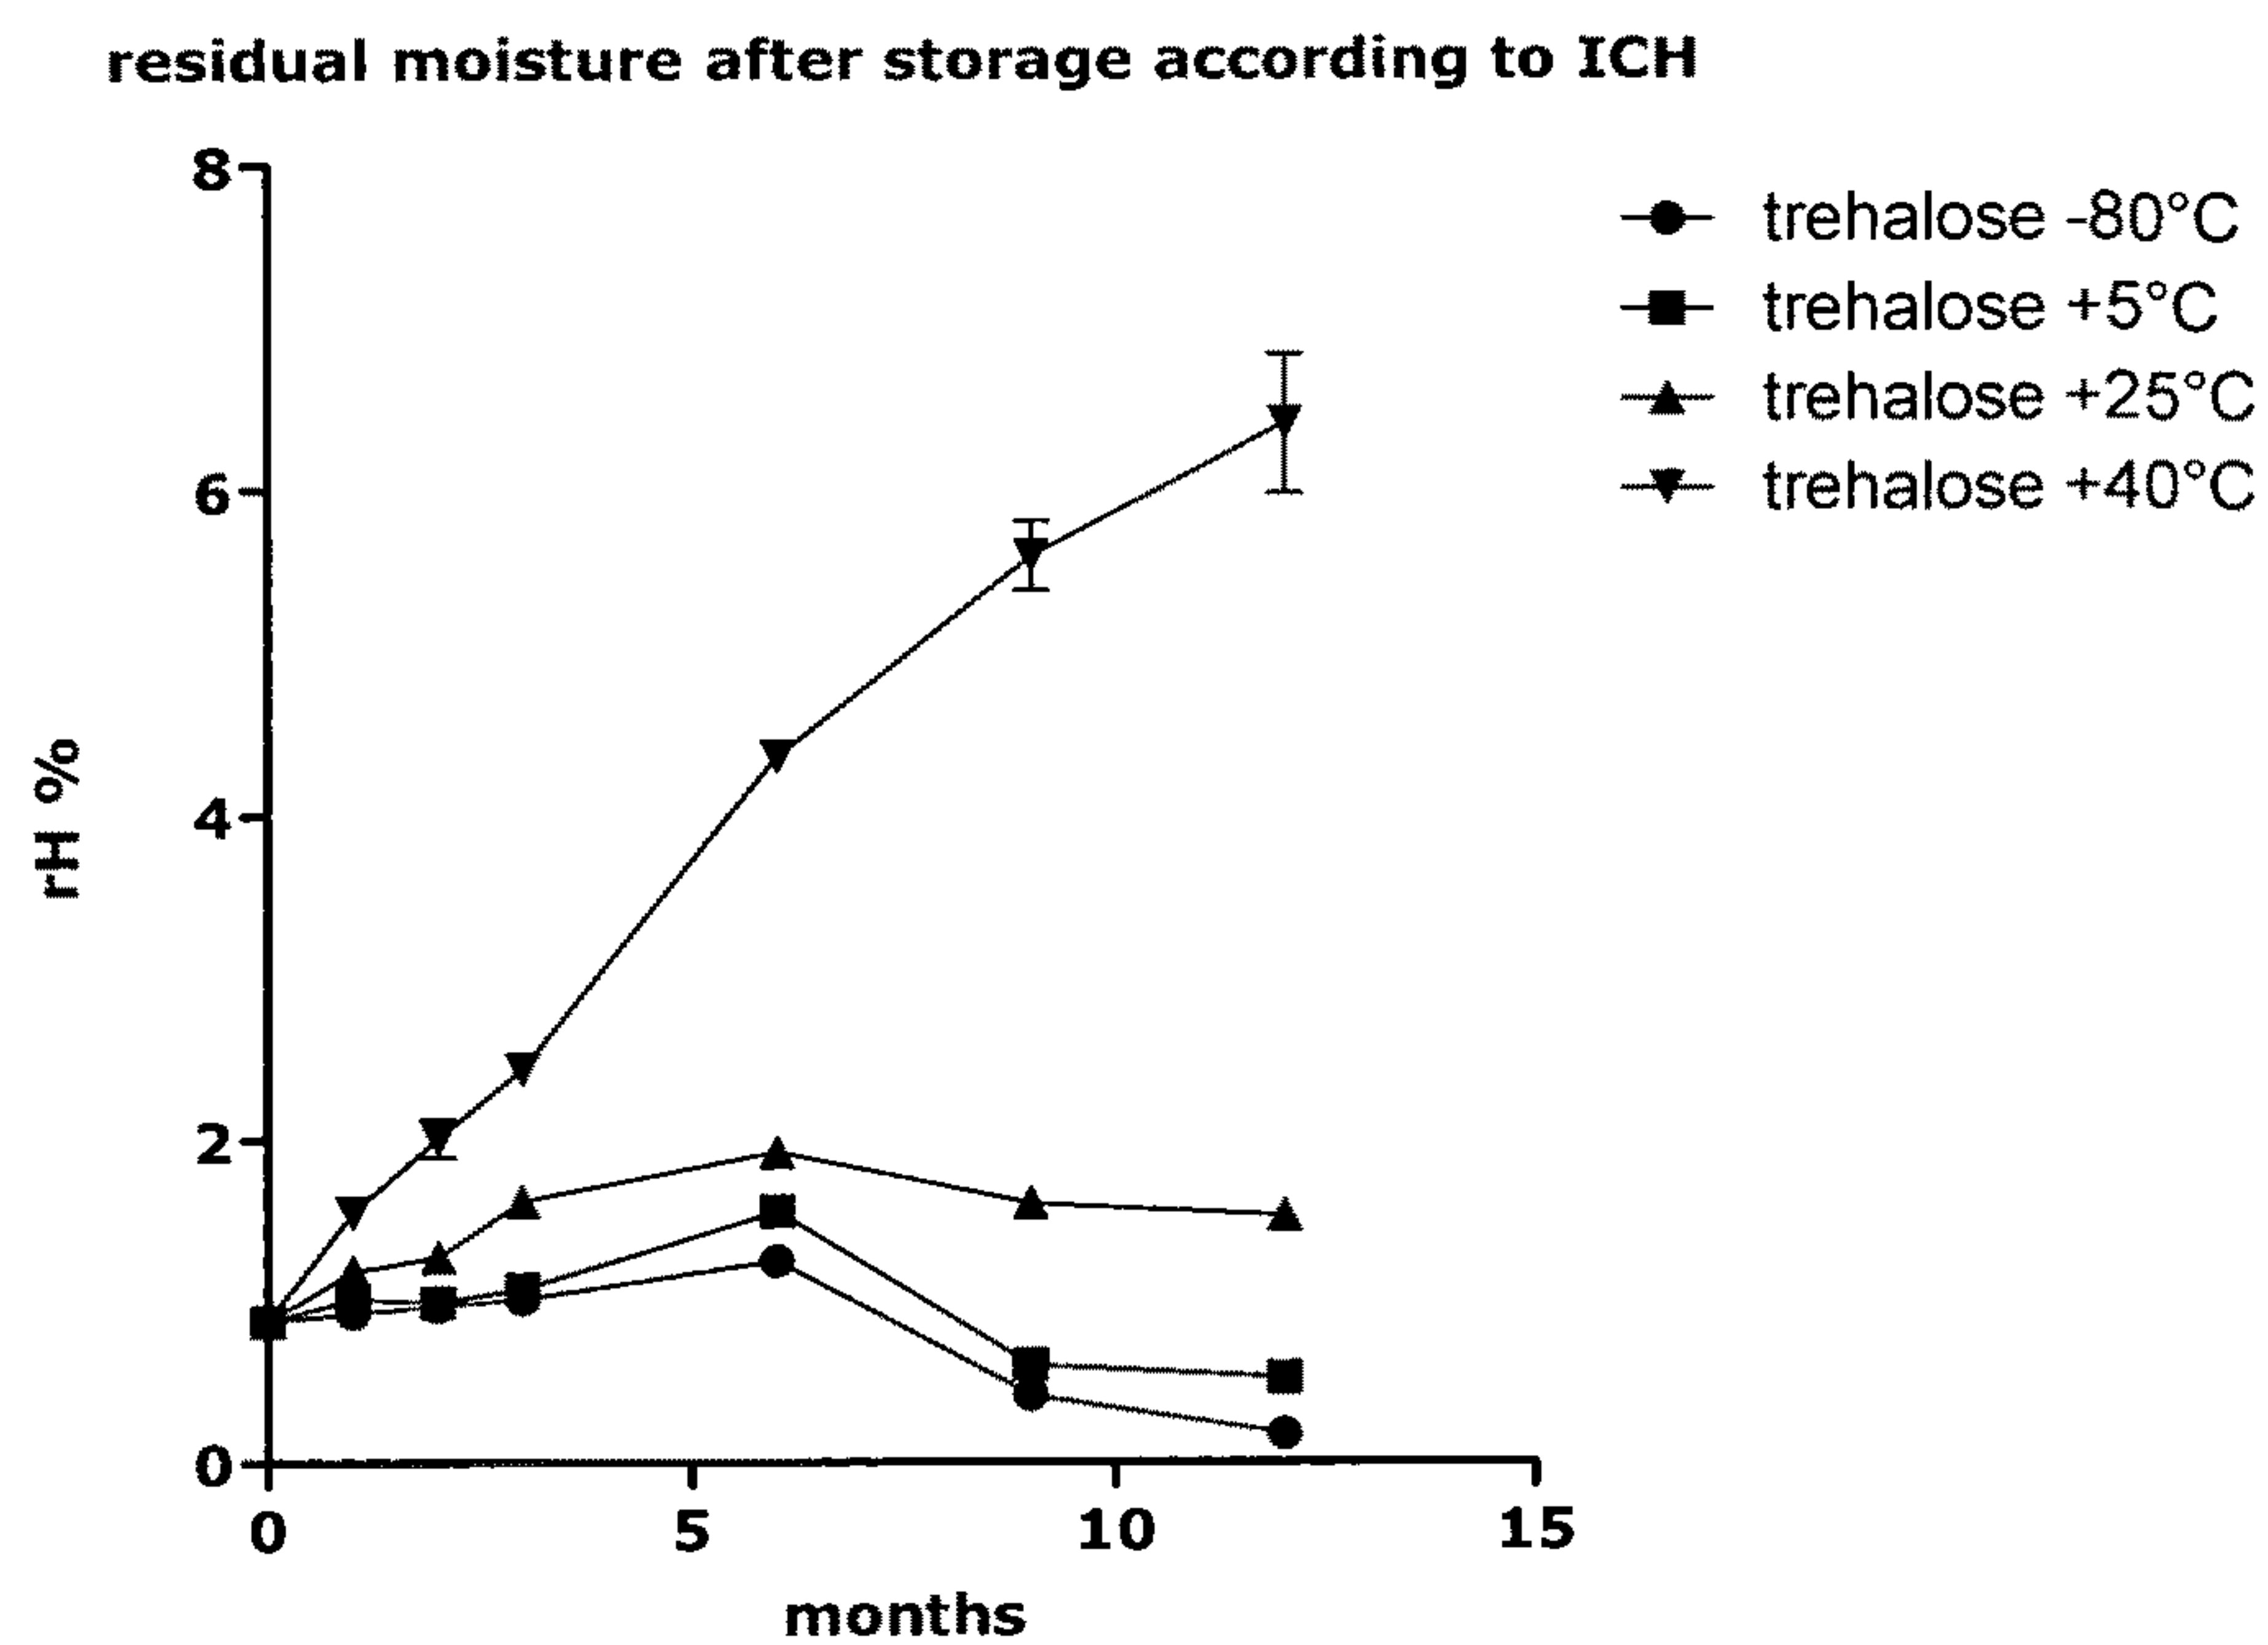 residual moisture after storage according to ICH
8
6
4
2
0
rH %
0
5
10
15
months
trehalose -80°C
trehalose +5°C
trehalose +25°C
trehalose +40°C